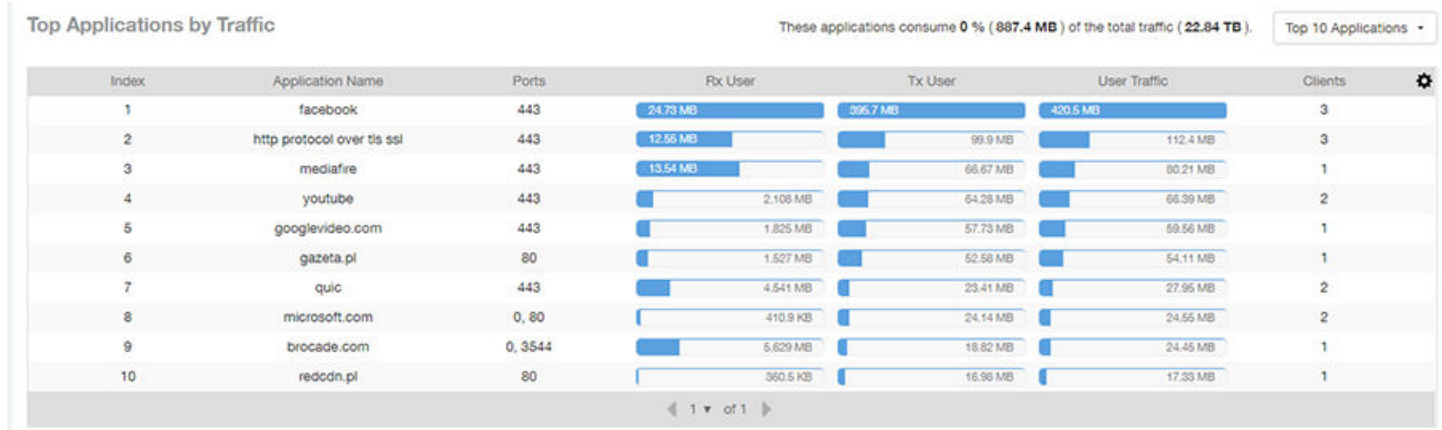 Top Applications by Traffic These applications consume 0 % ( 887.4 MB ) of the total traffic ( 22.84 TB ). Top 10 Applications
Index Application Name Ports Rx User Tx User User Traffic Clients
1 facebook 443 24.73 MB 395.7 MB 420.5 MB 3
2 http protocol over tls ssl 443 12.55 MB 99.9 MB 112.4 MB 3
3 mediafire 443 13.54 MB 66.67 MB 80.21 MB 1
4 youtube 443 2.108 MB 64.28 MB 66.39 MB 2
5 googlevideo.com 443 1.825 MB 57.73 MB 59.56 MB 1
6 gazeta.pl 80 1.527 MB 52.58 MB 54.11 MB 1
7 quic 443 4.541 MB 23.41 MB 27.95 MB 2
8 microsoft.com 0, 80 410.9 KB 24.14 MB 24.55 MB 2
9 brocade.com 0, 3544 5.629 MB 18.82 MB 24.45 MB 1
10 redcdn.pl 80 360.5 KB 16.98 MB 17.33 MB 1
1 of 1